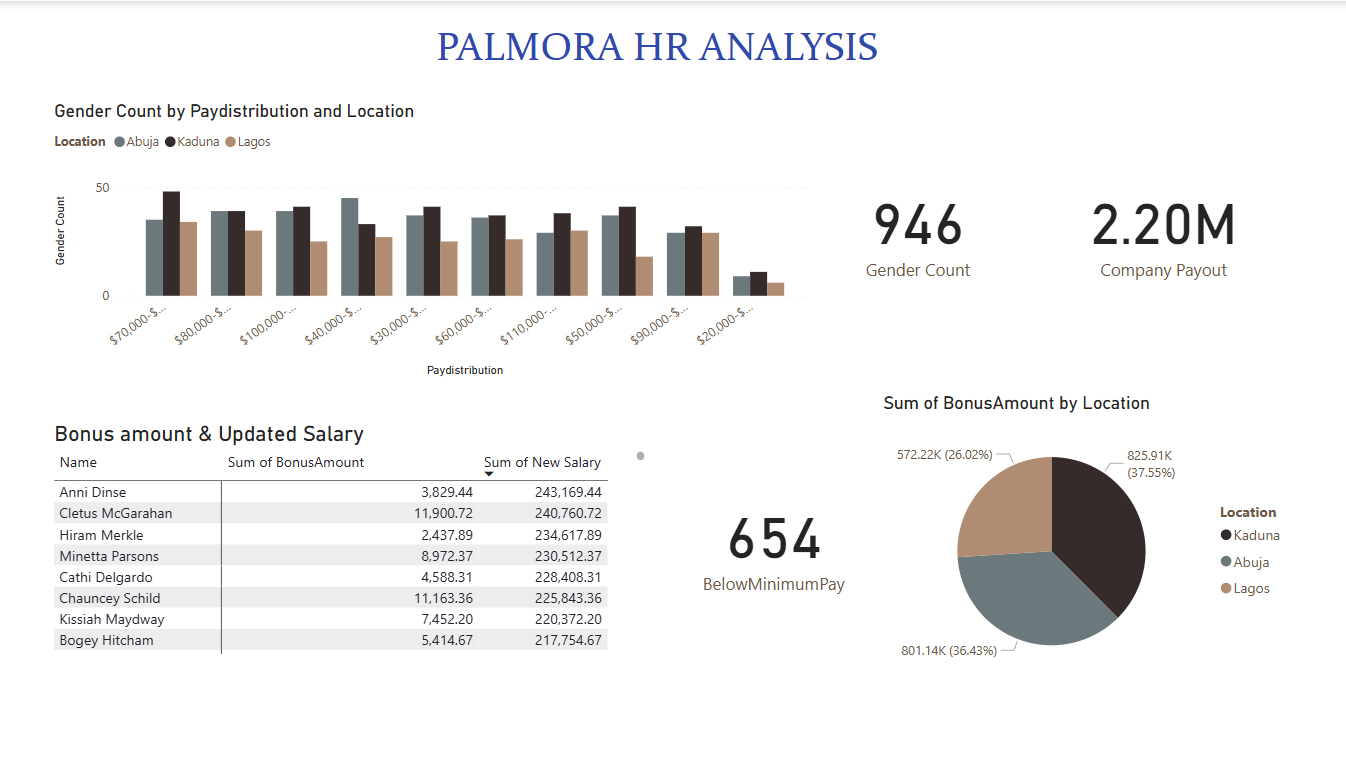 PALMORA HR ANALYSIS
Gender Count by Paydistribution and Location
Location Abuja Kaduna Lagos
50
0
Gender Count
$70,000-$... $80,000-$... $100,000-... $40,000-$... $30,000-$... $60,000-$... $110,000-... $50,000-$... $90,000-$... $20,000-$...
Paydistribution
946
Gender Count
2.20M
Company Payout
Bonus amount & Updated Salary
Name Sum of BonusAmount Sum of New Salary
Anni Dinse 3,829.44 243,169.44
Cletus McGarahan 11,900.72 240,760.72
Hiram Merkle 2,437.89 234,617.89
Minetta Parsons 8,972.37 230,512.37
Cathi Delgardo 4,588.31 228,408.31
Chauncey Schild 11,163.36 225,843.36
Kissiah Maydway 7,452.20 220,372.20
Bogey Hitcham 5,414.67 217,754.67
654
BelowMinimumPay
Sum of BonusAmount by Location
572.22K (26.02%)
825.91K
(37.55%)
801.14K (36.43%)
Location
Kaduna
Abuja
Lagos